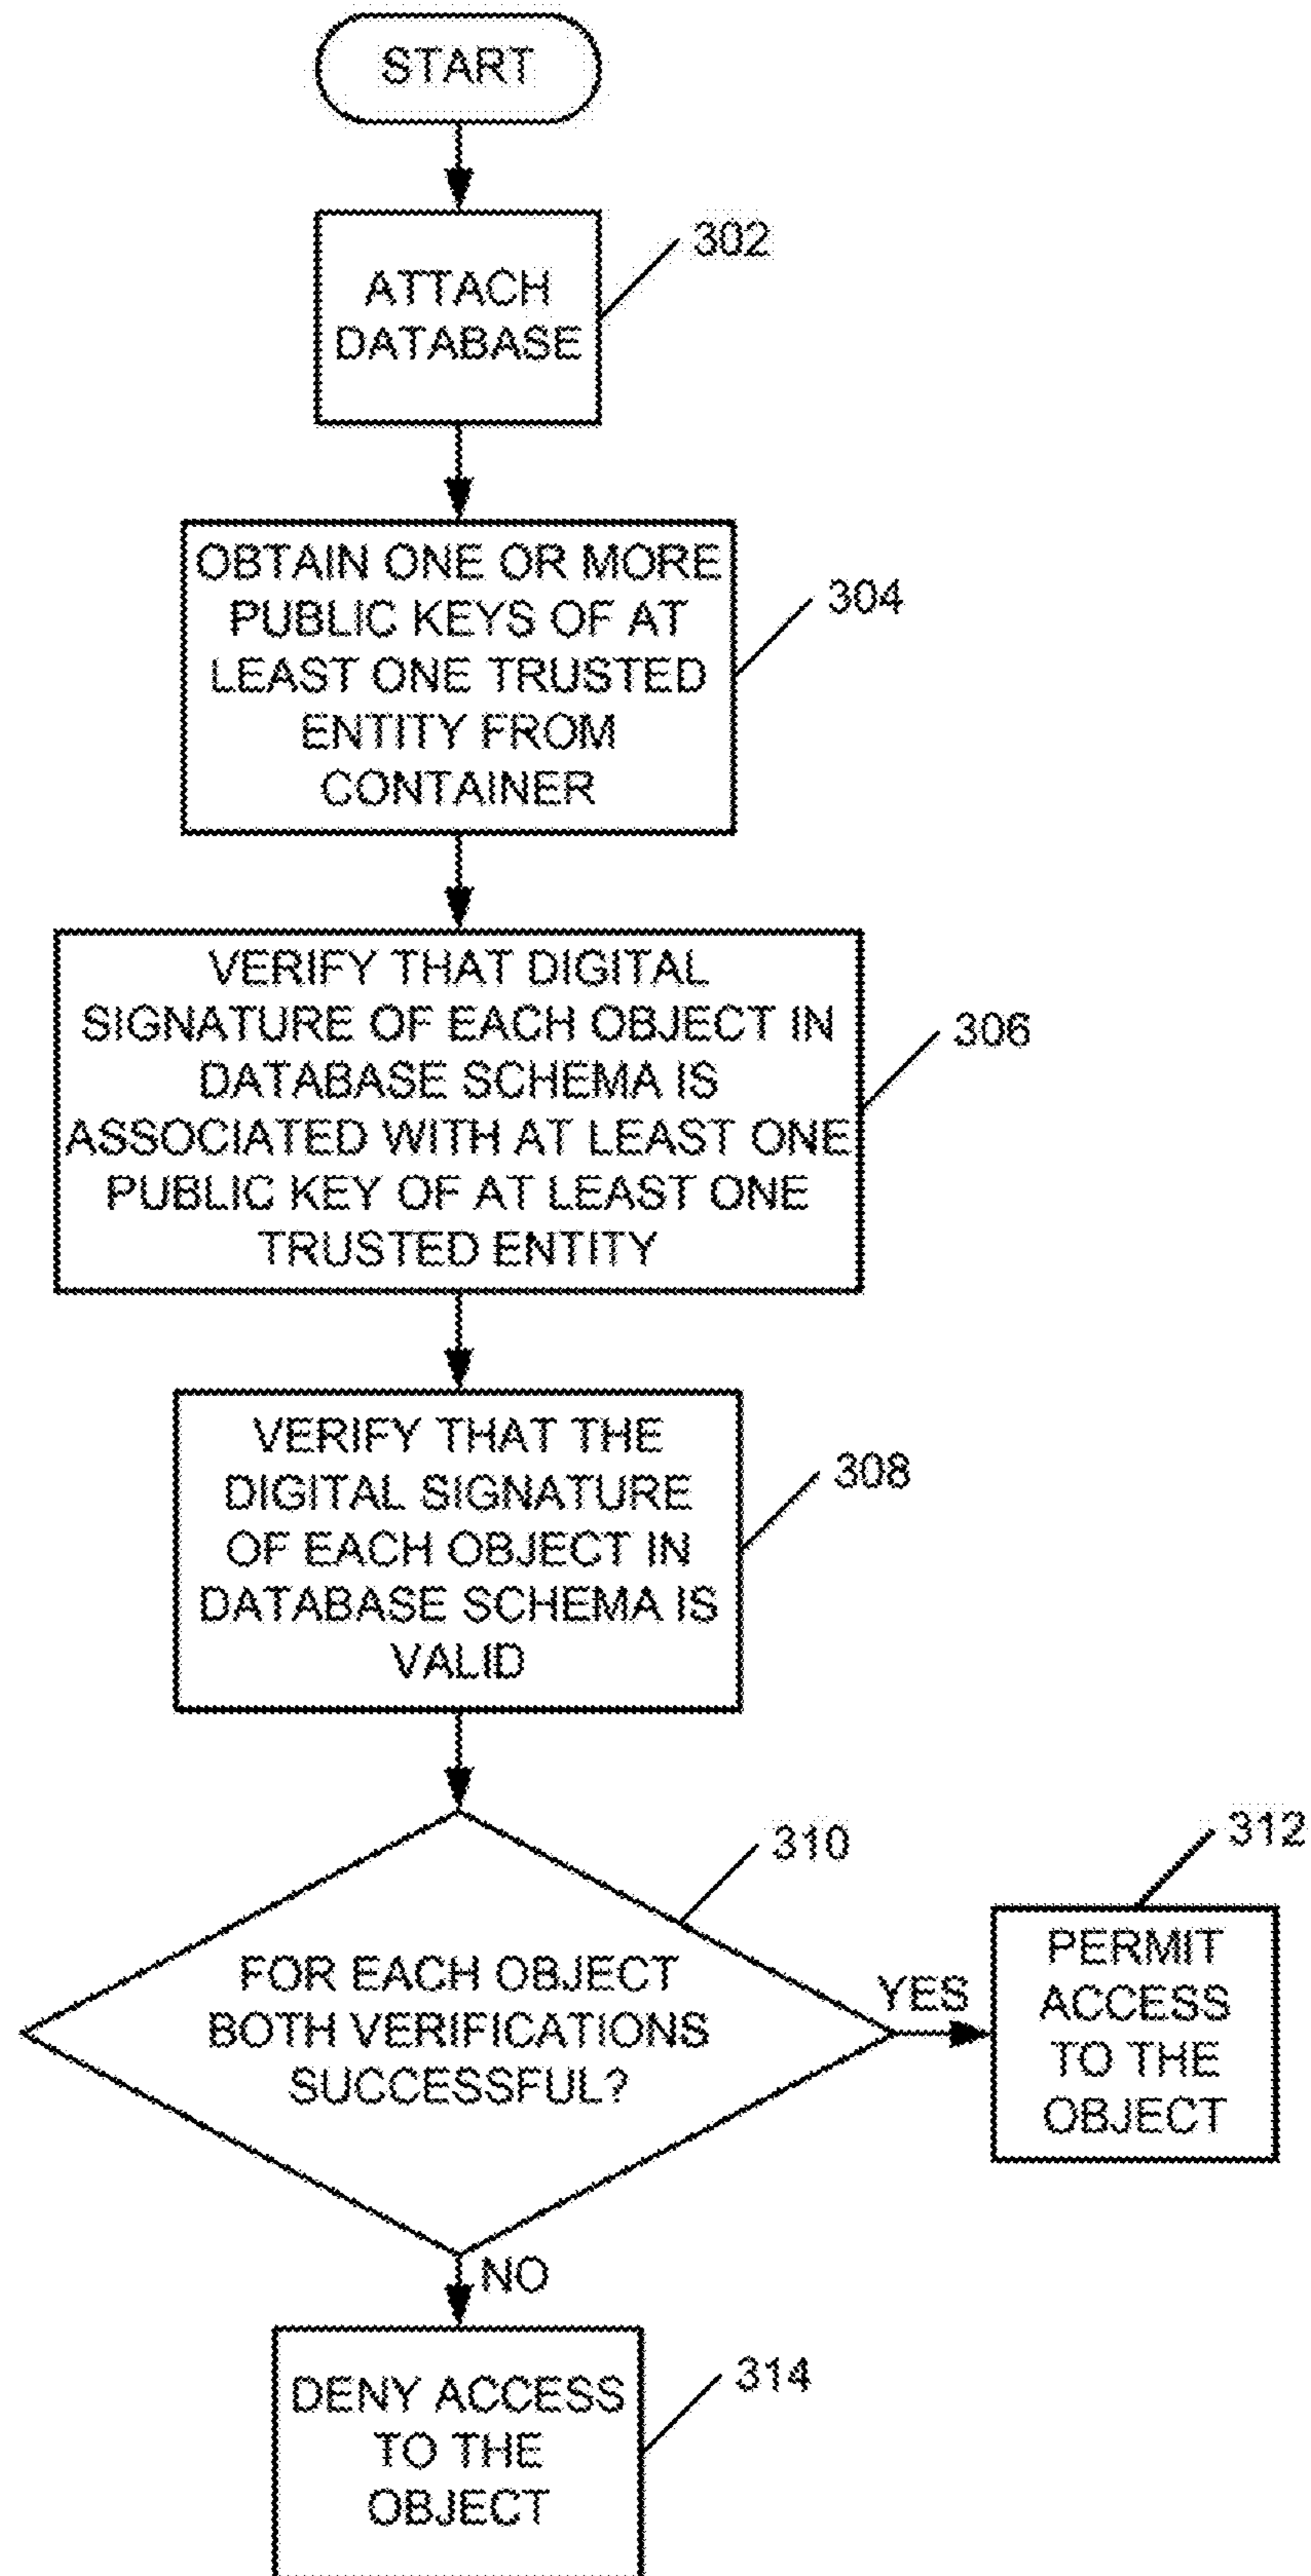 START
302
ATTACH
DATABASE
OBTAIN ONE OR MORE
PUBLIC KEYS OF AT
LEAST ONE TRUSTED
ENTITY FROM
CONTAINER
304
VERIFY THAT DIGITAL
SIGNATURE OF EACH OBJECT IN
DATABASE SCHEMA IS
ASSOCIATED WITH AT LEAST ONE
PUBLIC KEY OF AT LEAST ONE
TRUSTED ENTITY
306
VERIFY THAT THE
DIGITAL SIGNATURE
OF EACH OBJECT IN
DATABASE SCHEMA IS
VALID
308
310
FOR EACH OBJECT
BOTH VERIFICATIONS
SUCCESSFUL?
YES
312
PERMIT
ACCESS
TO THE
OBJECT
NO
DENY ACCESS
TO THE
OBJECT
314